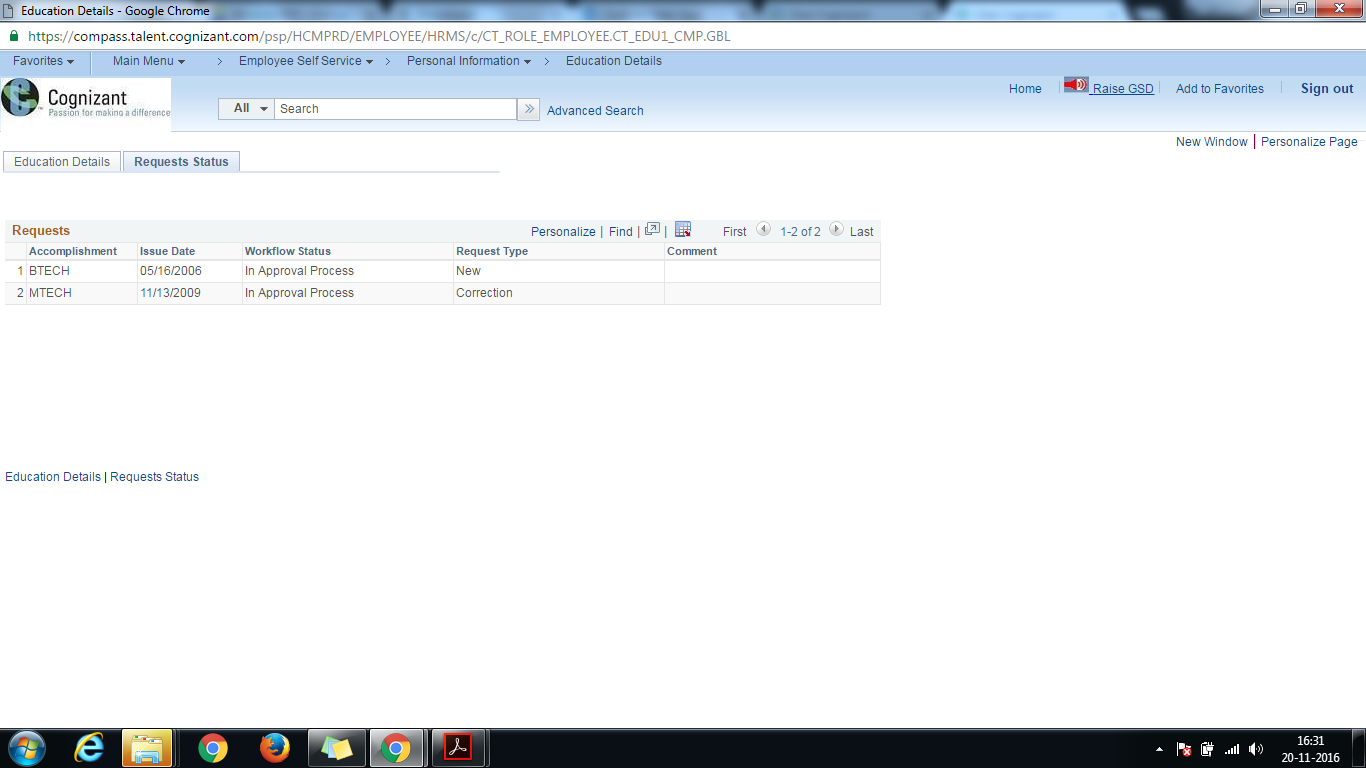 Education Details - Google Chrome
https://compass.talent.cognizant.com/psp/HCMPRD/EMPLOYEE/HRMS/c/CT_ROLE_EMPLOYEE.CT_EDU1_CMP.GBL
Favorites Main Menu > Employee Self Service > Personal Information > Education Details
Cognizant
Passion for making a difference
All Search » Advanced Search
Home Raise GSD Add to Favorites Sign out
New Window | Personalize Page
Education Details Requests Status
Requests Personalize | Find | | First 1-2 of 2 Last
Accomplishment Issue Date Workflow Status Request Type Comment
1 BTECH 05/16/2006 In Approval Process New
2 MTECH 11/13/2009 In Approval Process Correction
Education Details | Requests Status
16:31
20-11-2016